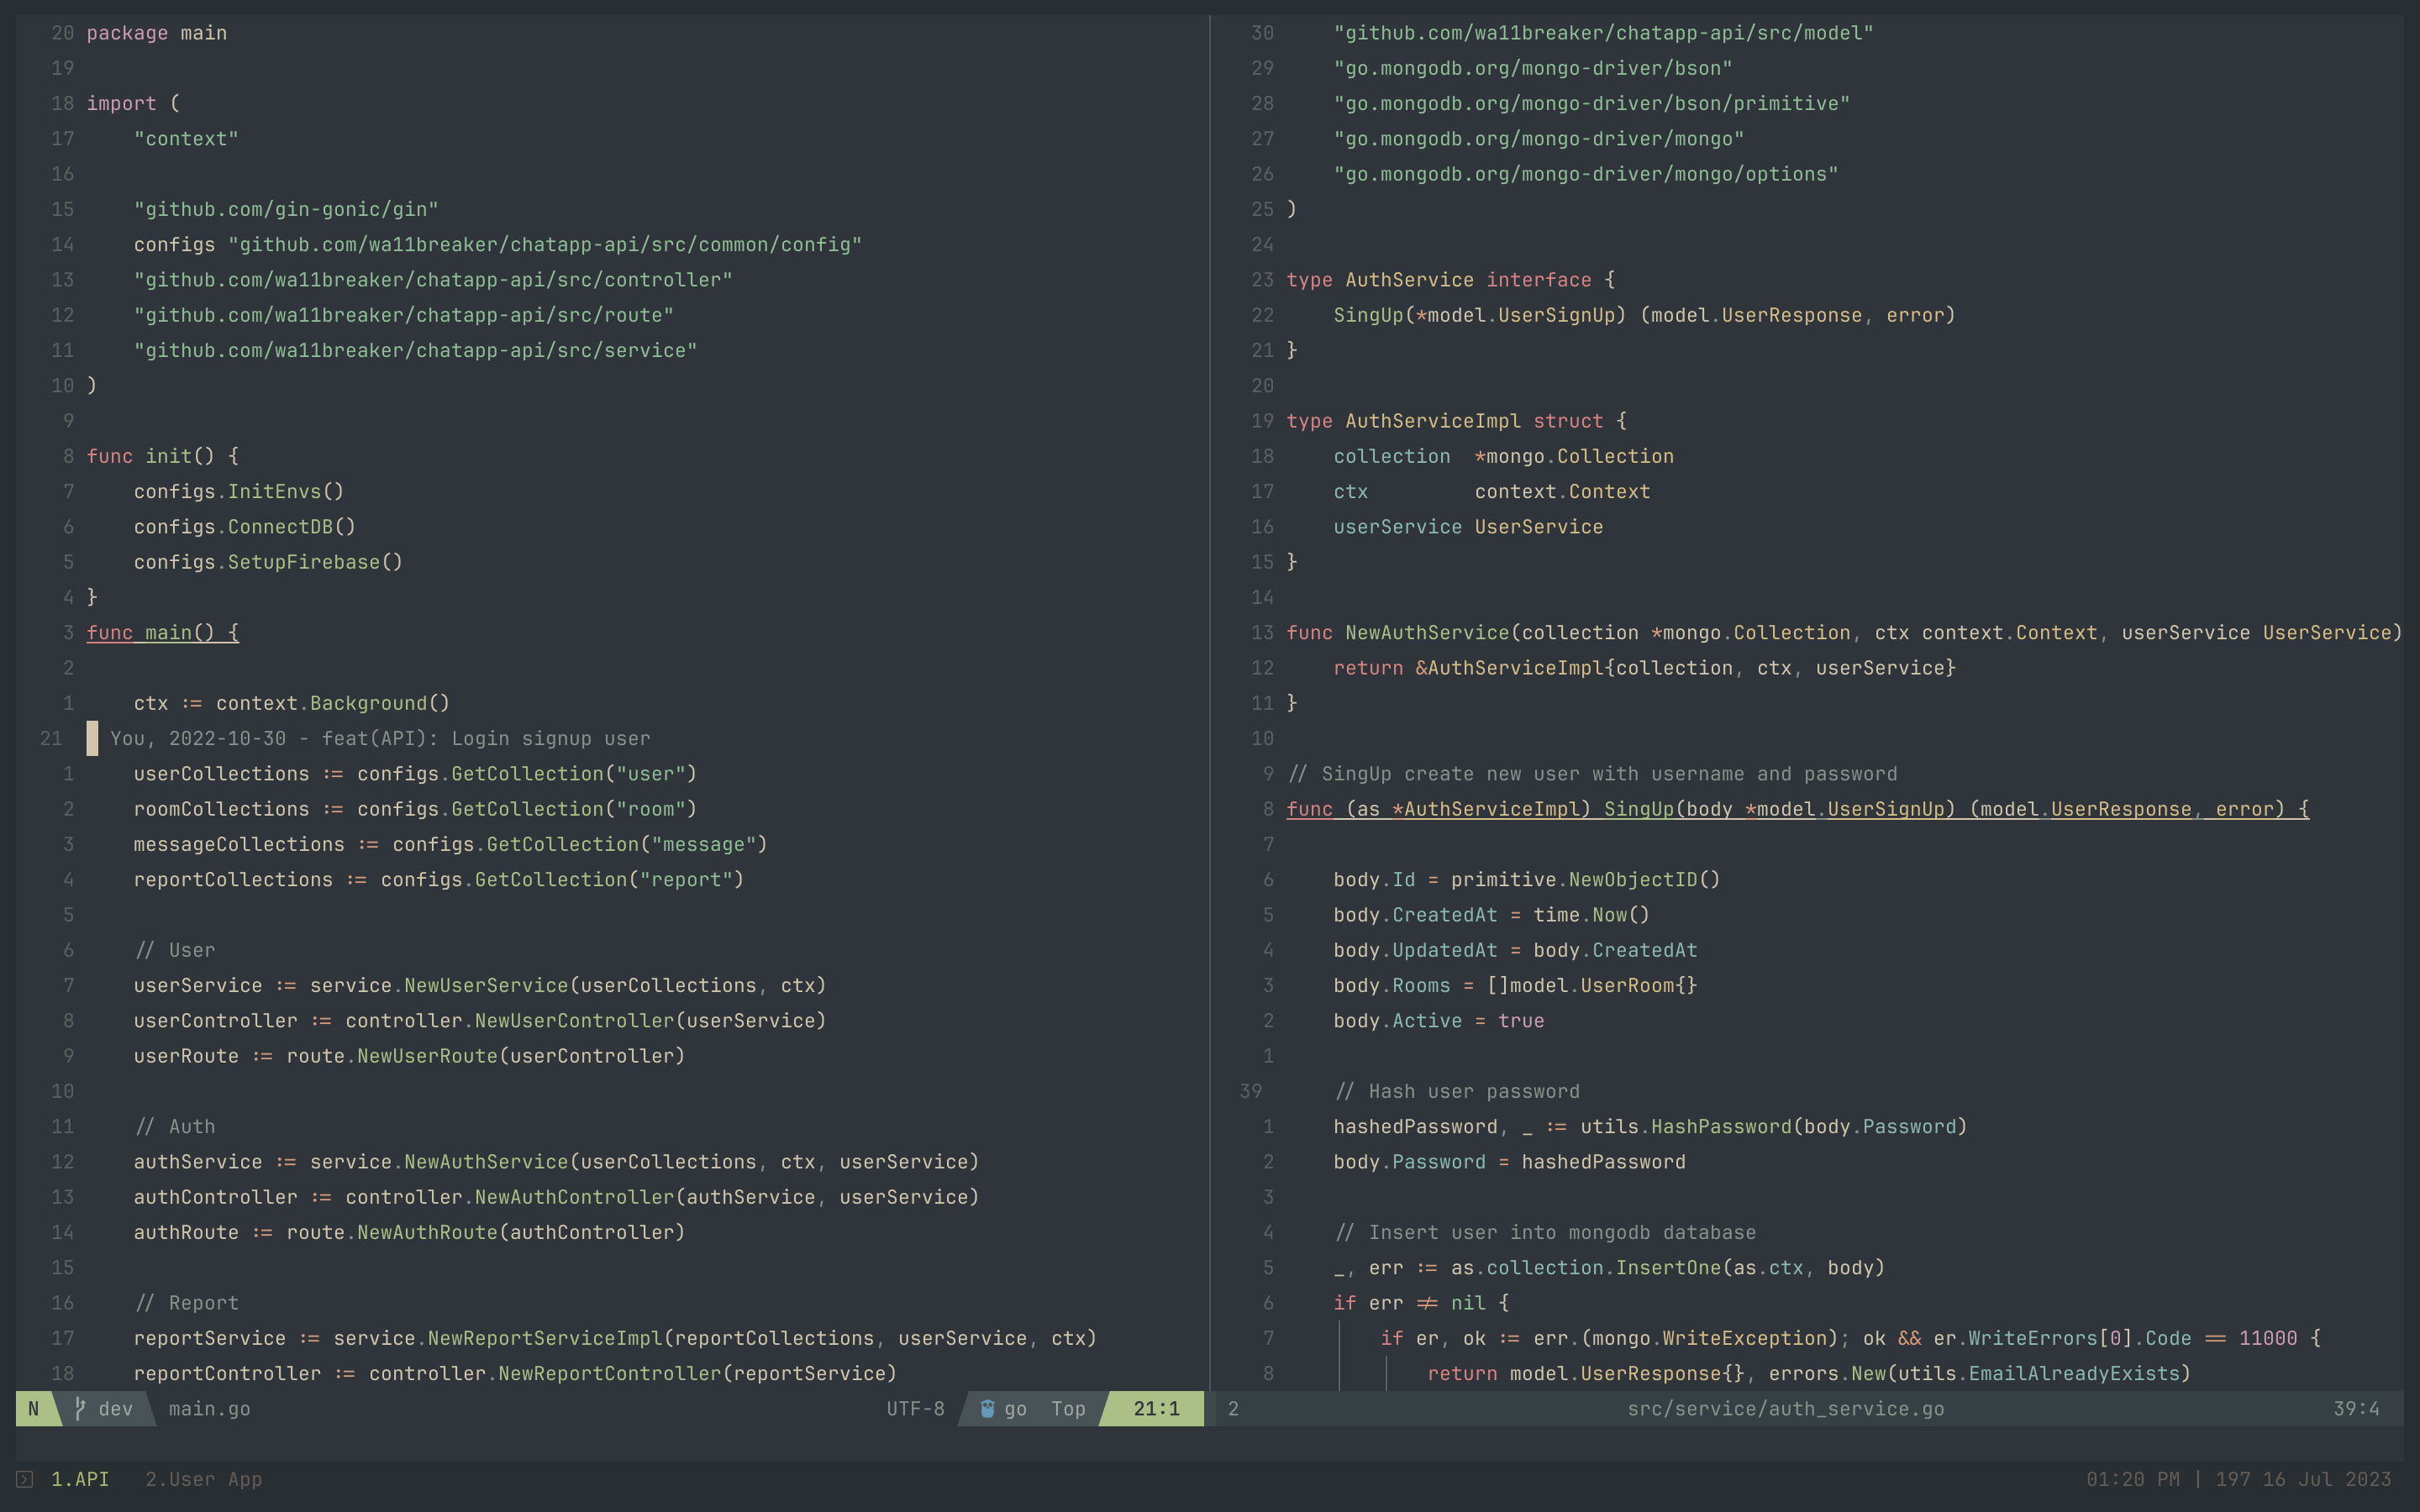 20 package main
19
18 import (
17     "context"
16
15     "github.com/gin-gonic/gin"
14     configs "github.com/wa11breaker/chatapp-api/src/common/config"
13     "github.com/wa11breaker/chatapp-api/src/controller"
12     "github.com/wa11breaker/chatapp-api/src/route"
11     "github.com/wa11breaker/chatapp-api/src/service"
10 )
9
8 func init() {
7     configs.InitEnvs()
6     configs.ConnectDB()
5     configs.SetupFirebase()
4 }
3 func main() {
2
1     ctx := context.Background()
21   You, 2022-10-30 - feat(API): Login signup user
1     userCollections := configs.GetCollection("user")
2     roomCollections := configs.GetCollection("room")
3     messageCollections := configs.GetCollection("message")
4     reportCollections := configs.GetCollection("report")
5
6     // User
7     userService := service.NewUserService(userCollections, ctx)
8     userController := controller.NewUserController(userService)
9     userRoute := route.NewUserRoute(userController)
10
11     // Auth
12     authService := service.NewAuthService(userCollections, ctx, userService)
13     authController := controller.NewAuthController(authService, userService)
14     authRoute := route.NewAuthRoute(authController)
15
16     // Report
17     reportService := service.NewReportServiceImpl(reportCollections, userService, ctx)
18     reportController := controller.NewReportController(reportService)
N dev main.go UTF-8 go Top 21:1
30     "github.com/wa11breaker/chatapp-api/src/model"
29     "go.mongodb.org/mongo-driver/bson"
28     "go.mongodb.org/mongo-driver/bson/primitive"
27     "go.mongodb.org/mongo-driver/mongo"
26     "go.mongodb.org/mongo-driver/mongo/options"
25 )
24
23 type AuthService interface {
22     SingUp(*model.UserSignUp) (model.UserResponse, error)
21 }
20
19 type AuthServiceImpl struct {
18     collection  *mongo.Collection
17     ctx         context.Context
16     userService UserService
15 }
14
13 func NewAuthService(collection *mongo.Collection, ctx context.Context, userService UserService)
12     return &AuthServiceImpl{collection, ctx, userService}
11 }
10
9 // SingUp create new user with username and password
8 func (as *AuthServiceImpl) SingUp(body *model.UserSignUp) (model.UserResponse, error) {
7
6     body.Id = primitive.NewObjectID()
5     body.CreatedAt = time.Now()
4     body.UpdatedAt = body.CreatedAt
3     body.Rooms = []model.UserRoom{}
2     body.Active = true
1
39     // Hash user password
1     hashedPassword, _ := utils.HashPassword(body.Password)
2     body.Password = hashedPassword
3
4     // Insert user into mongodb database
5     _, err := as.collection.InsertOne(as.ctx, body)
6     if err != nil {
7         if er, ok := err.(mongo.WriteException); ok && er.WriteErrors[0].Code == 11000 {
8             return model.UserResponse{}, errors.New(utils.EmailAlreadyExists)
2 src/service/auth_service.go 39:4
1.API 2.User App 01:20 PM | 197 16 Jul 2023